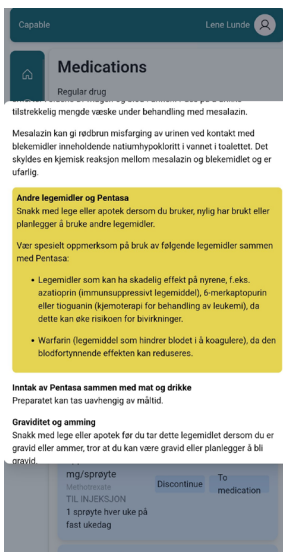 Capable
Lene Lunde
Medications
Regular drug
tilstrekkelig mengde væske under behandling med mesalazin.
Mesalazin kan gi rødbrun misfarging av urinen ved kontakt med
blekemidler inneholdende natiumhypokloritt i vannet i toalettet. Det
skyldes en kjemisk reaksjon mellom mesalazin og blekemidlet og er
ufarlig.
Andre legemidler og Pentasa
Snakk med lege eller apotek dersom du bruker, nylig har brukt eller
planlegger å bruke andre legemidler.
Vær spesielt oppmerksom på bruk av følgende legemidler sammen
med Pentasa:
• Legemidler som kan ha skadelig effekt på nyrene, f.eks.
azatioprin (immunsuppressivt legemiddel), 6-merkaptopurin
eller tioguanin (kjemoterapi for behandling av leukemi), da
dette kan øke risikoen for bivirkninger.
• Warfarin (legemiddel som hindrer blodet i å koagulere), da den
blodfortynnende effekten kan reduseres.
Inntak av Pentasa sammen med mat og drikke
Preparatet kan tas uavhengig av måltid.
Graviditet og amming
Snakk med lege eller apotek før du tar dette legemidlet dersom du er
gravid eller ammer, tror at du kan være gravid eller planlegger å bli
gravid.
mg/sprøyte
Methotrexate
TIL INJEKSJON
1 sprøyte hver uke på
fast ukedag
Discontinue
To
medication